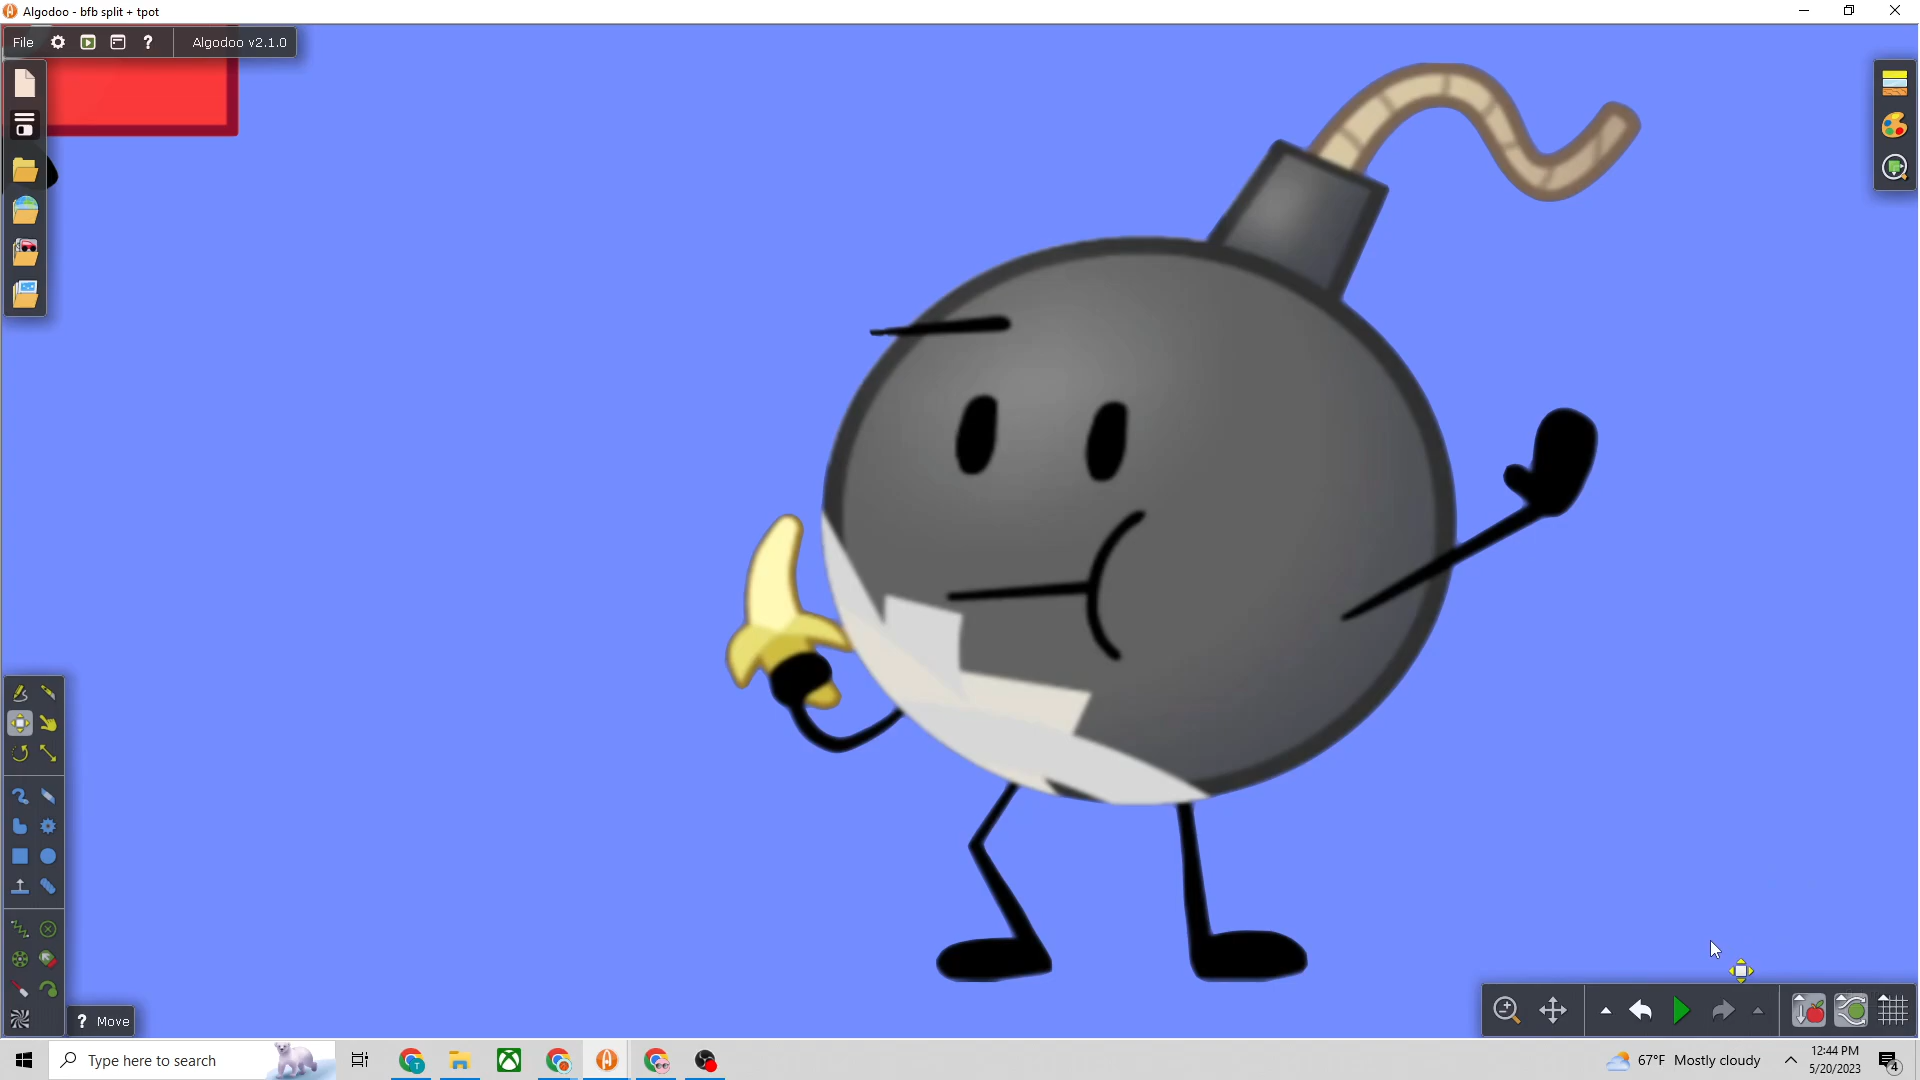 Algodoo - bfb split + tpot
File ? Algodoo v2.1.0
? Move
Type here to search
67°F Mostly cloudy
12:44 PM
5/20/2023
4